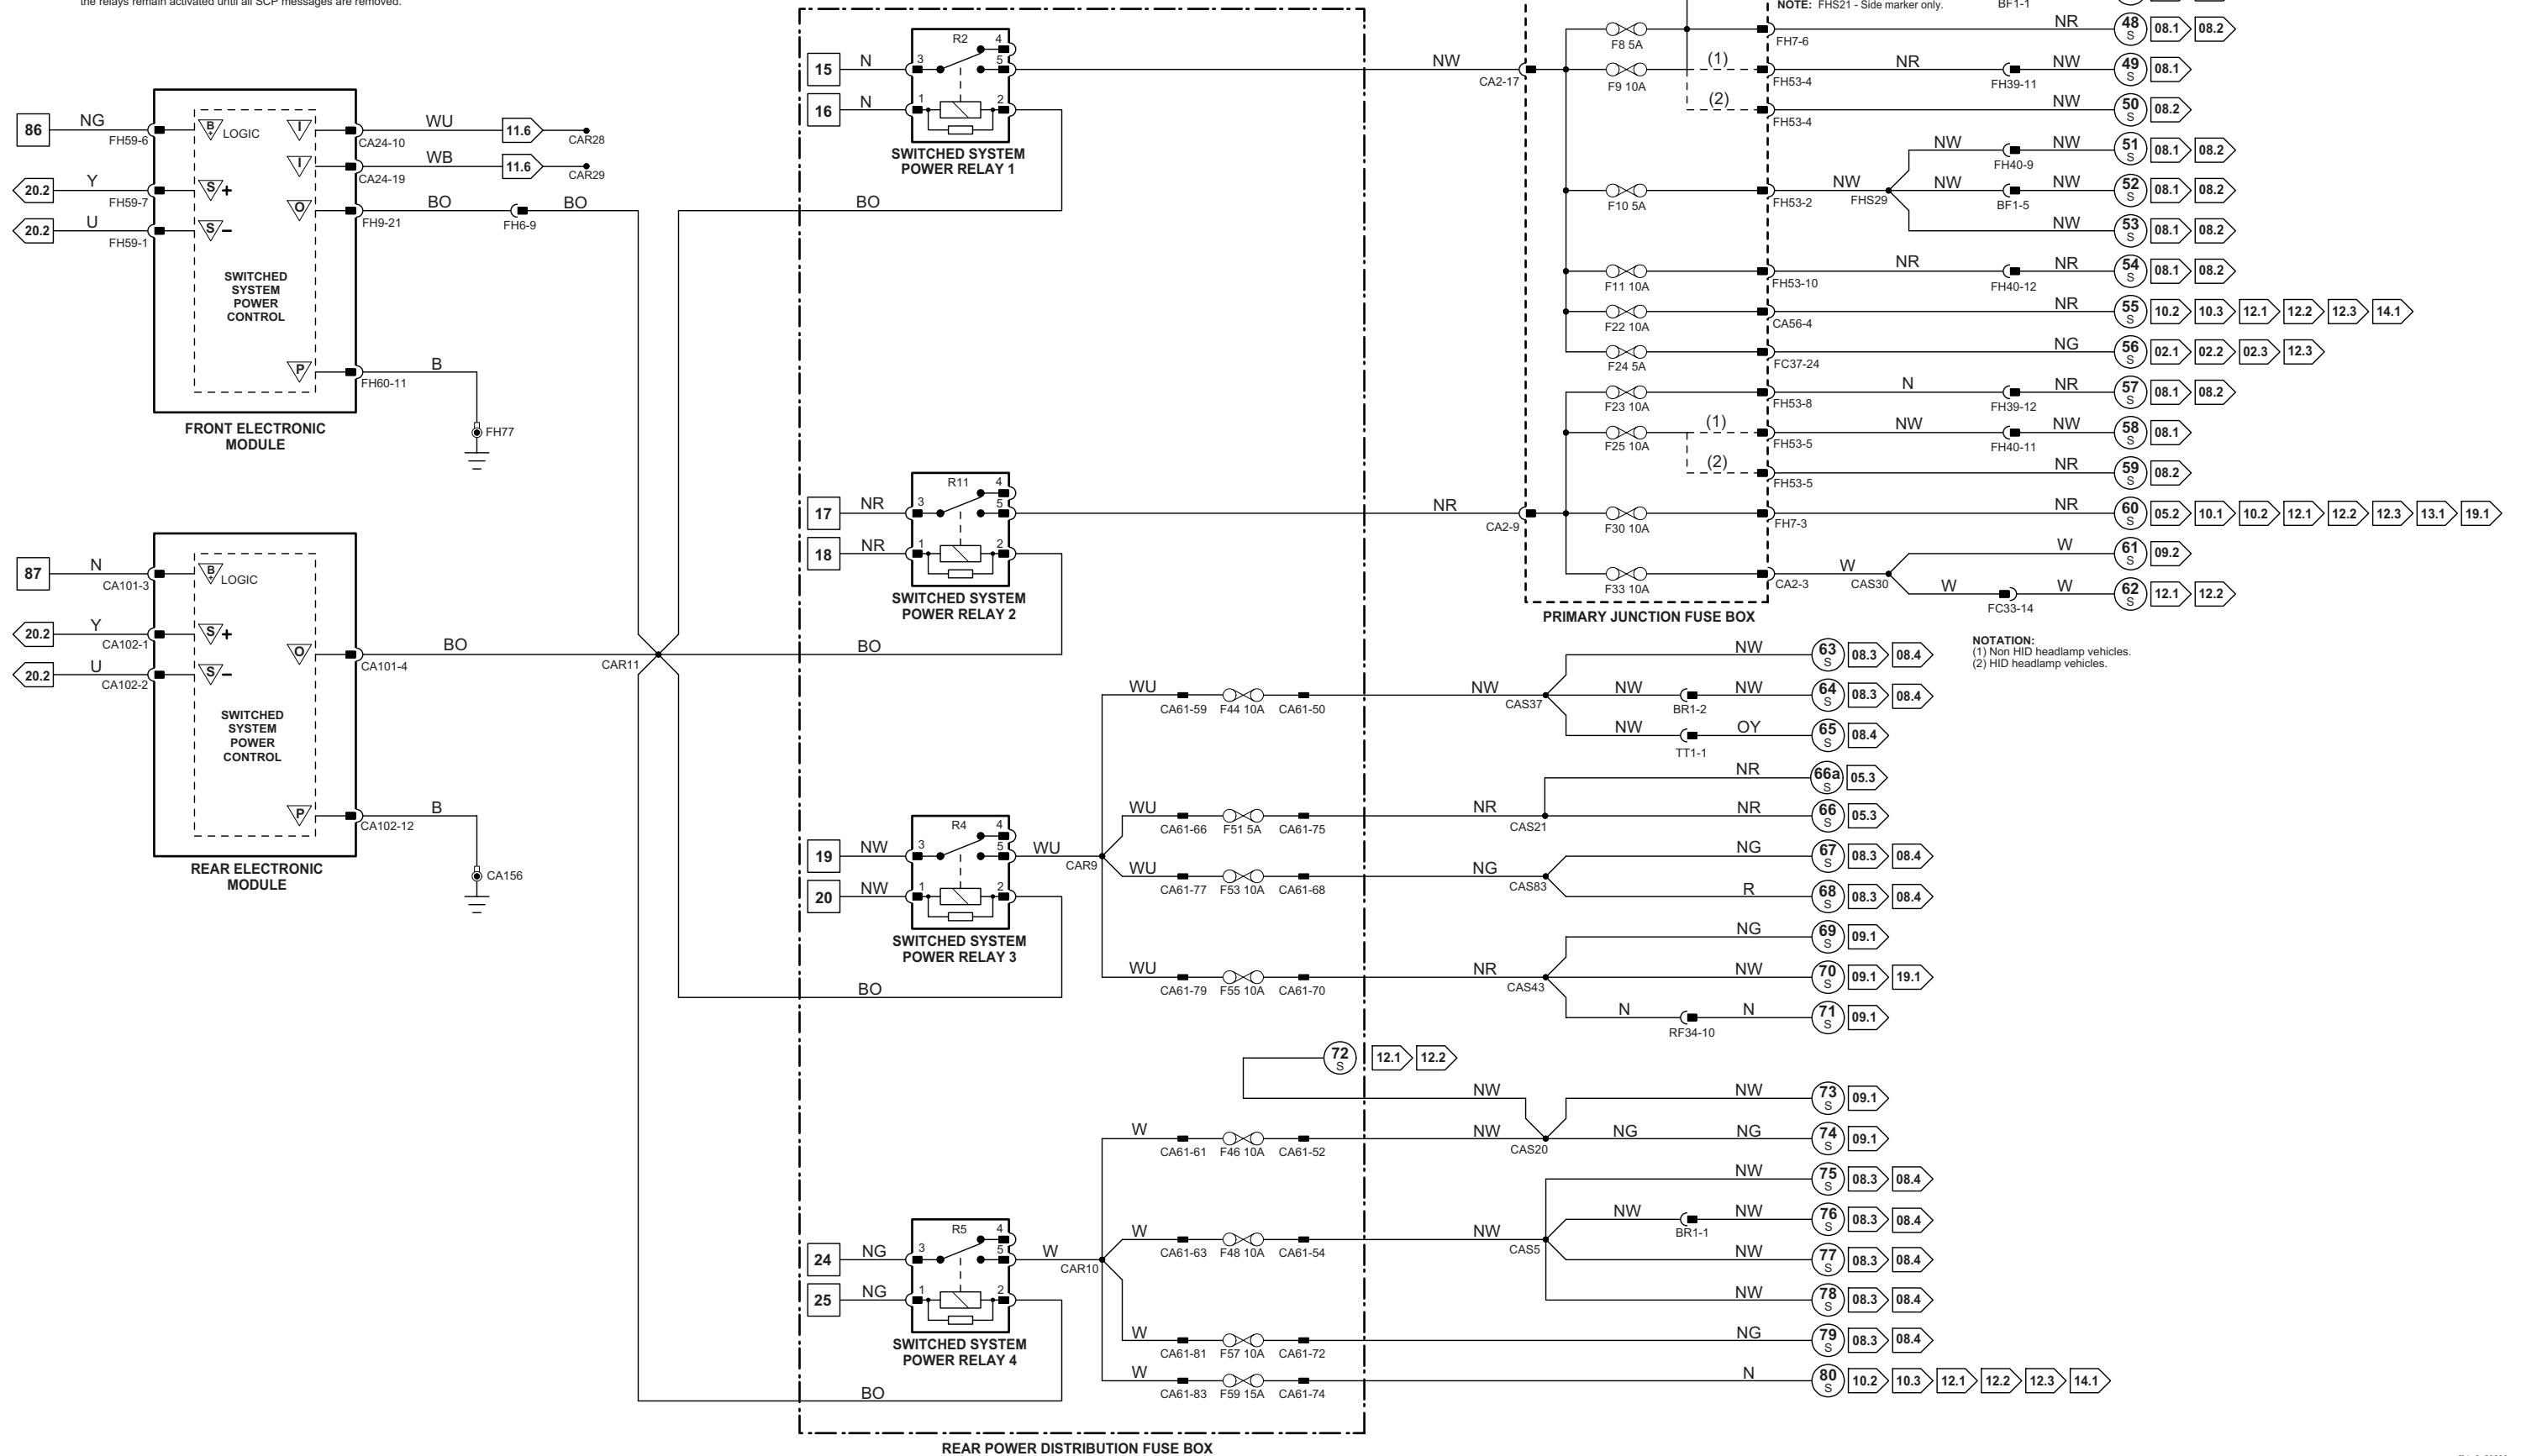 the relays remain activated until all SCP messages are removed.
NOTE: FHS21 - Side marker only.
BF1-1
86
NG
FH59-6
B+ LOGIC
I
CA24-10
WU
11.6
CAR28
I
CA24-19
WB
11.6
CAR29
20.2
Y
FH59-7
S +
O
FH9-21
BO
FH6-9
BO
20.2
U
FH59-1
S –
SWITCHED
SYSTEM
POWER
CONTROL
P
FH60-11
B
FH77
FRONT ELECTRONIC
MODULE
87
N
CA101-3
B+ LOGIC
20.2
Y
CA102-1
S +
O
CA101-4
BO
CAR11
20.2
U
CA102-2
S –
SWITCHED
SYSTEM
POWER
CONTROL
P
CA102-12
B
CA156
REAR ELECTRONIC
MODULE
15
N
3
R2
4
5
16
N
1
2
SWITCHED SYSTEM
POWER RELAY 1
BO
NW
CA2-17
17
NR
3
R11
4
5
18
NR
1
2
SWITCHED SYSTEM
POWER RELAY 2
BO
NR
CA2-9
19
NW
3
R4
4
5
WU
CAR9
20
NW
1
2
SWITCHED SYSTEM
POWER RELAY 3
BO
24
NG
3
R5
4
5
W
CAR10
25
NG
1
2
SWITCHED SYSTEM
POWER RELAY 4
BO
REAR POWER DISTRIBUTION FUSE BOX
F8 5A
FH7-6
NR
48 S
08.1
08.2
F9 10A
(1)
FH53-4
NR
FH39-11
NW
49 S
08.1
(2)
FH53-4
NW
50 S
08.2
NW
FH40-9
NW
51 S
08.1
08.2
F10 5A
FH53-2
NW
FHS29
NW
BF1-5
NW
52 S
08.1
08.2
NW
53 S
08.1
08.2
F11 10A
FH53-10
NR
FH40-12
NR
54 S
08.1
08.2
F22 10A
CA56-4
NR
55 S
10.2
10.3
12.1
12.2
12.3
14.1
F24 5A
FC37-24
NG
56 S
02.1
02.2
02.3
12.3
F23 10A
FH53-8
N
FH39-12
NR
57 S
08.1
08.2
F25 10A
(1)
FH53-5
NW
FH40-11
NW
58 S
08.1
(2)
FH53-5
NR
59 S
08.2
F30 10A
FH7-3
NR
60 S
05.2
10.1
10.2
12.1
12.2
12.3
13.1
19.1
F33 10A
CA2-3
W
CAS30
W
61 S
09.2
W
FC33-14
W
62 S
12.1
12.2
PRIMARY JUNCTION FUSE BOX
NOTATION:
(1) Non HID headlamp vehicles.
(2) HID headlamp vehicles.
NW
63 S
08.3
08.4
WU
CA61-59
F44 10A
CA61-50
NW
CAS37
NW
BR1-2
NW
64 S
08.3
08.4
NW
TT1-1
OY
65 S
08.4
NR
66a S
05.3
WU
CA61-66
F51 5A
CA61-75
NR
CAS21
NR
66 S
05.3
NG
67 S
08.3
08.4
WU
CA61-77
F53 10A
CA61-68
NG
CAS83
R
68 S
08.3
08.4
NG
69 S
09.1
WU
CA61-79
F55 10A
CA61-70
NR
CAS43
NW
70 S
09.1
19.1
N
RF34-10
N
71 S
09.1
72 S
12.1
12.2
NW
NW
73 S
09.1
W
CA61-61
F46 10A
CA61-52
NW
CAS20
NG
NG
74 S
09.1
NW
75 S
08.3
08.4
NW
BR1-1
NW
76 S
08.3
08.4
W
CA61-63
F48 10A
CA61-54
NW
CAS5
NW
77 S
08.3
08.4
NW
78 S
08.3
08.4
W
CA61-81
F57 10A
CA61-72
NG
79 S
08.3
08.4
W
CA61-83
F59 15A
CA61-74
N
80 S
10.2
10.3
12.1
12.2
12.3
14.1